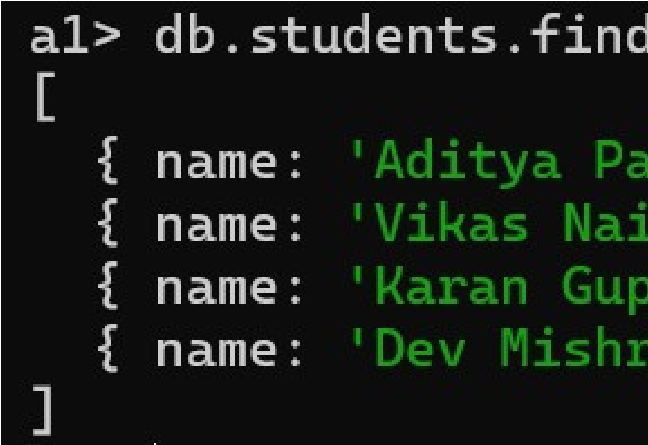 a1> db.students.find
[
{ name: 'Aditya Pa
{ name: 'Vikas Nai
{ name: 'Karan Gup
{ name: 'Dev Mishr
]